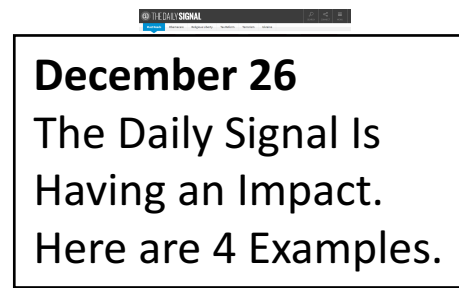 THE DAILY SIGNAL
December 26
The Daily Signal Is
Having an Impact.
Here are 4 Examples.